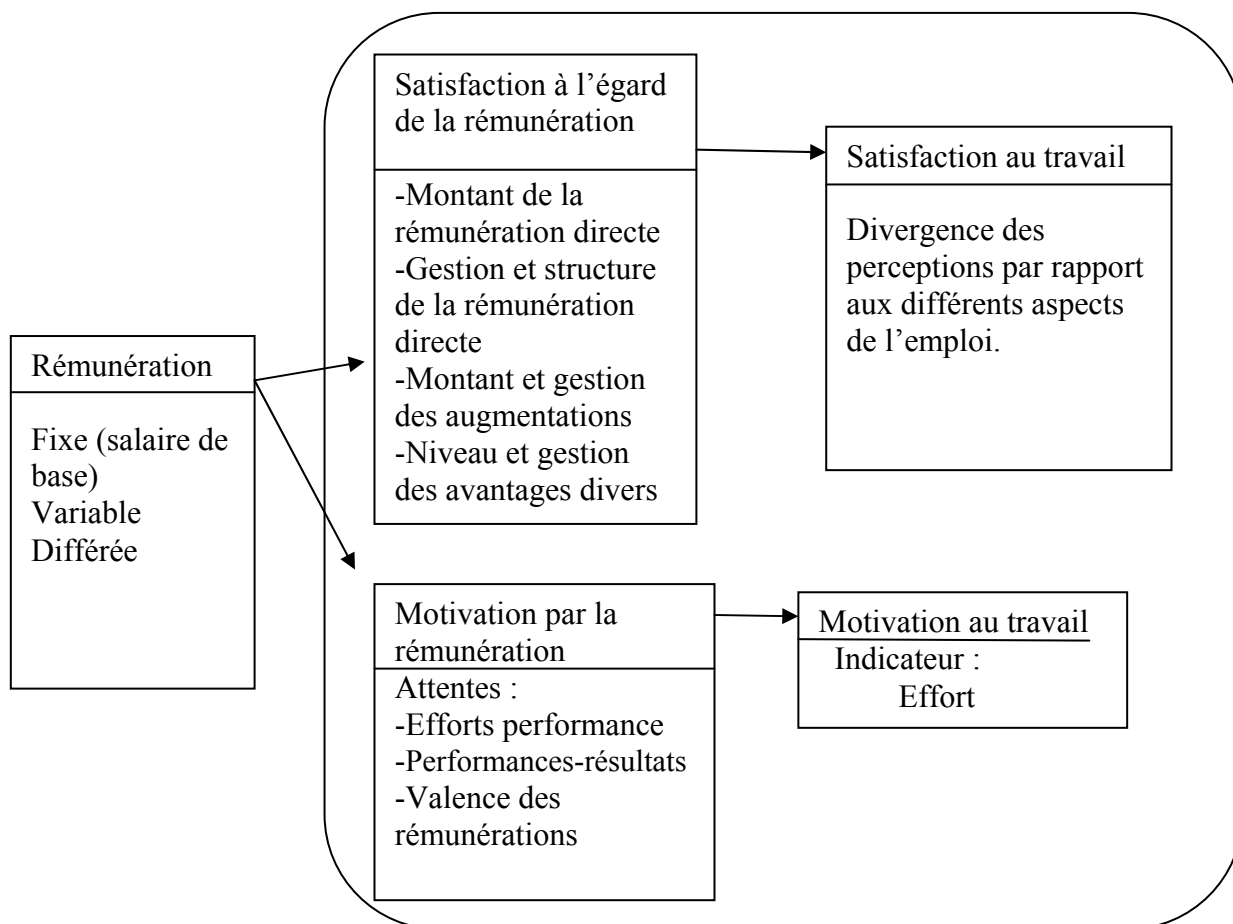 Rémunération
Fixe (salaire de
base)
Variable
Différée
Satisfaction à l’égard
de la rémunération
-Montant de la
rémunération directe
-Gestion et structure
de la rémunération
directe
-Montant et gestion
des augmentations
-Niveau et gestion
des avantages divers
Satisfaction au travail
Divergence des
perceptions par rapport
aux différents aspects
de l’emploi.
Motivation par la
rémunération
Attentes :
-Efforts performance
-Performances-résultats
-Valence des
rémunérations
Motivation au travail
Indicateur :
Effort